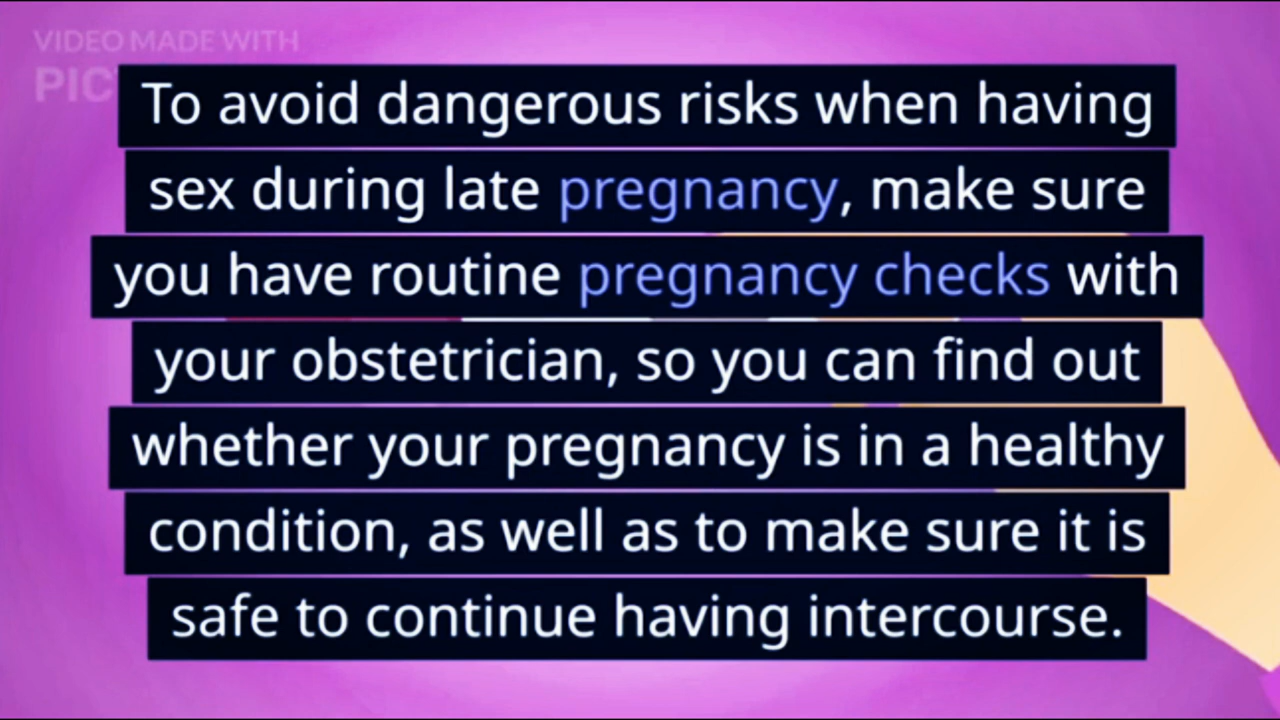 VIDEO MADE WITH
PIC
To avoid dangerous risks when having
sex during late pregnancy, make sure
you have routine pregnancy checks with
your obstetrician, so you can find out
whether your pregnancy is in a healthy
condition, as well as to make sure it is
safe to continue having intercourse.